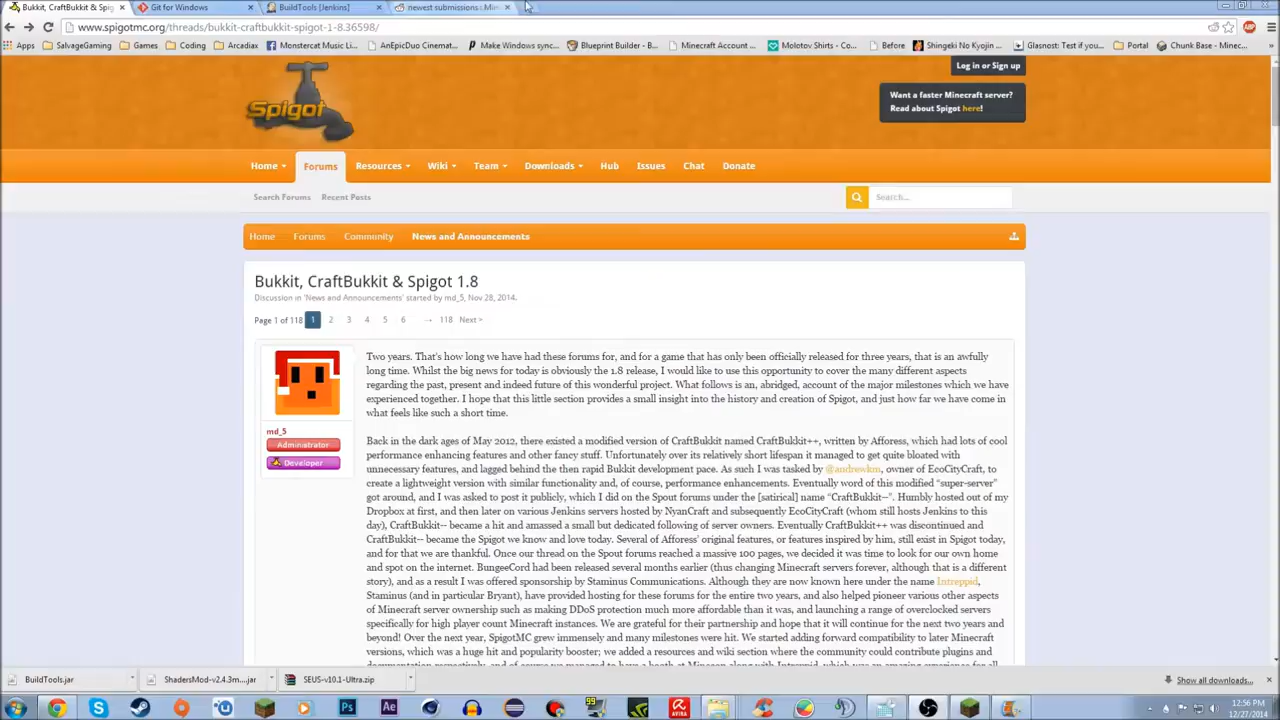 Bukkit, CraftBukkit & Spig
Git for Windows
BuildTools [Jenkins]
newest submissions : Min
www.spigotmc.org/threads/bukkit-craftbukkit-spigot-1-8.36598/
Apps
SalvageGaming
Games
Coding
Arcadiax
Monstercat Music Li...
AnEpicDuo Cinemat...
Make Windows sync...
Blueprint Builder - B...
Minecraft Account ...
Molotov Shirts - Co...
Before
Shingeki No Kyojin ...
Glasnost: Test if you...
Portal
Chunk Base - Minec...
Log in or Sign up
Spigot
Want a faster Minecraft server?
Read about Spigot here!
Home
Forums
Resources
Wiki
Team
Downloads
Hub
Issues
Chat
Donate
Search Forums
Recent Posts
Search...
Home
Forums
Community
News and Announcements
Bukkit, CraftBukkit & Spigot 1.8
Discussion in 'News and Announcements' started by md_5, Nov 28, 2014.
Page 1 of 118
1
2
3
4
5
6
→
118
Next >
md_5
Administrator
Developer
Two years. That's how long we have had these forums for, and for a game that has only been officially released for three years, that is an awfully
long time. Whilst the big news for today is obviously the 1.8 release, I would like to use this opportunity to cover the many different aspects
regarding the past, present and indeed future of this wonderful project. What follows is an, abridged, account of the major milestones which we have
experienced together. I hope that this little section provides a small insight into the history and creation of Spigot, and just how far we have come in
what feels like such a short time.
Back in the dark ages of May 2012, there existed a modified version of CraftBukkit named CraftBukkit++, written by Afforess, which had lots of cool
performance enhancing features and other fancy stuff. Unfortunately over its relatively short lifespan it managed to get quite bloated with
unnecessary features, and lagged behind the then rapid Bukkit development pace. As such I was tasked by @andrewkm, owner of EcoCityCraft, to
create a lightweight version with similar functionality and, of course, performance enhancements. Eventually word of this modified "super-server"
got around, and I was asked to post it publicly, which I did on the Spout forums under the [satirical] name "CraftBukkit--". Humbly hosted out of my
Dropbox at first, and then later on various Jenkins servers hosted by NyanCraft and subsequently EcoCityCraft (whom still hosts Jenkins to this
day), CraftBukkit-- became a hit and amassed a small but dedicated following of server owners. Eventually CraftBukkit++ was discontinued and
CraftBukkit-- became the Spigot we know and love today. Several of Afforess' original features, or features inspired by him, still exist in Spigot today,
and for that we are thankful. Once our thread on the Spout forums reached a massive 100 pages, we decided it was time to look for our own home
and spot on the internet. BungeeCord had been released several months earlier (thus changing Minecraft servers forever, although that is a different
story), and as a result I was offered sponsorship by Staminus Communications. Although they are now known here under the name Intreppid,
Staminus (and in particular Bryant), have provided hosting for these forums for the entire two years, and also helped pioneer various other aspects
of Minecraft server ownership such as making DDoS protection much more affordable than it was, and launching a range of overclocked servers
specifically for high player count Minecraft instances. We are grateful for their partnership and hope that it will continue for the next two years and
beyond! Over the next year, SpigotMC grew immensely and many milestones were hit. We started adding forward compatibility to later Minecraft
versions, which was a huge hit and popularity booster; we added a resources and wiki section where the community could contribute plugins and
BuildTools.jar
ShadersMod-v2.4.3m....jar
SEUS-v10.1-Ultra.zip
Show all downloads...
12:56 PM
12/27/2014